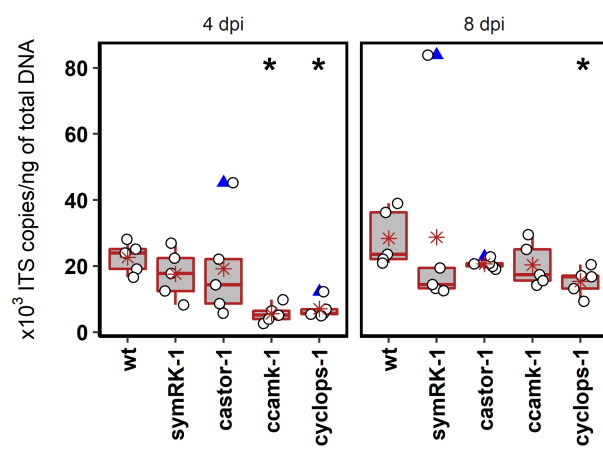 4 dpi
8 dpi
x10³ ITS copies/ng of total DNA
80
60
40
20
0
* *
*
wt
symRK-1
castor-1
ccamk-1
cyclops-1
wt
symRK-1
castor-1
ccamk-1
cyclops-1